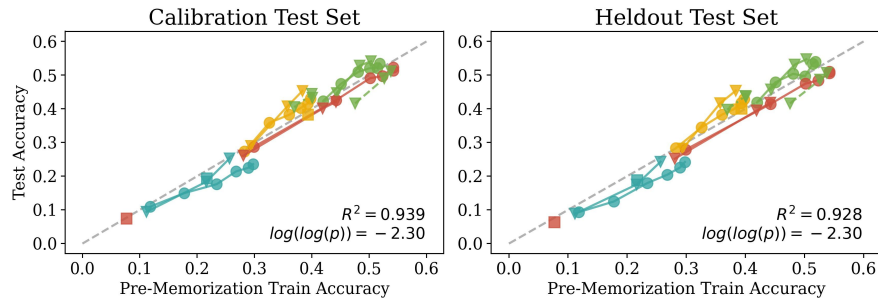 Calibration Test Set
Heldout Test Set
Test Accuracy
0.6
0.5
0.4
0.3
0.2
0.1
0.0
R² = 0.939
log(log(p)) = −2.30
0.0 0.1 0.2 0.3 0.4 0.5 0.6
Pre-Memorization Train Accuracy
0.6
0.5
0.4
0.3
0.2
0.1
0.0
R² = 0.928
log(log(p)) = −2.30
0.0 0.1 0.2 0.3 0.4 0.5 0.6
Pre-Memorization Train Accuracy